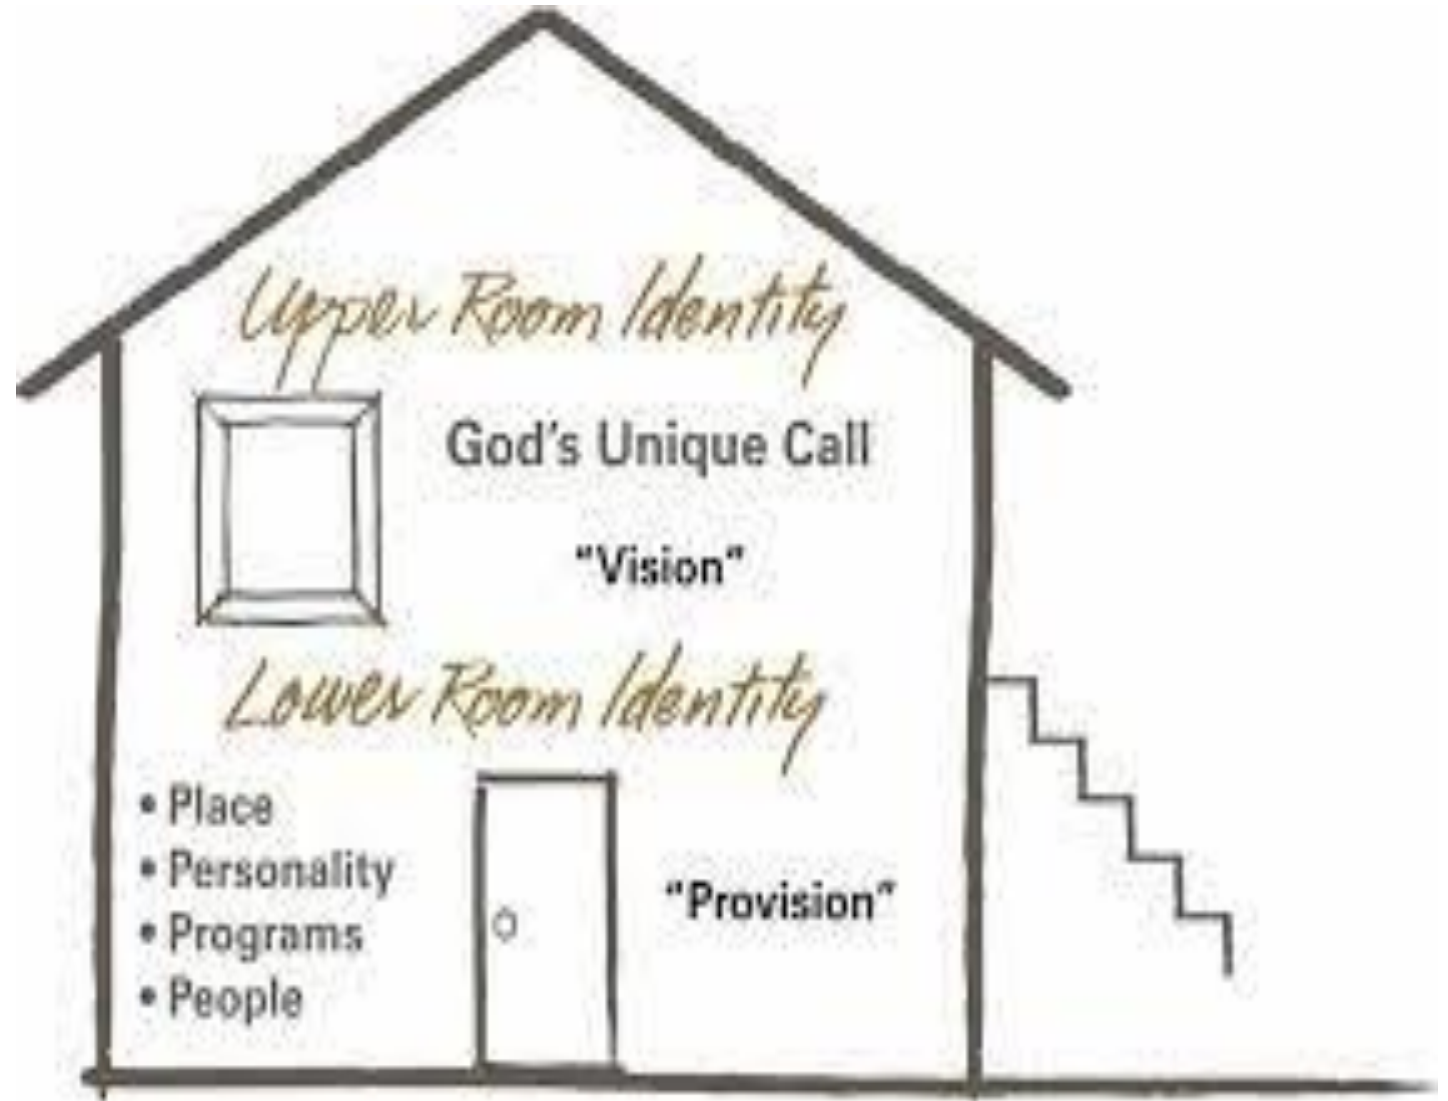 Upper Room Identity
God's Unique Call
"Vision"
Lower Room Identity
• Place
• Personality
• Programs
• People
"Provision"